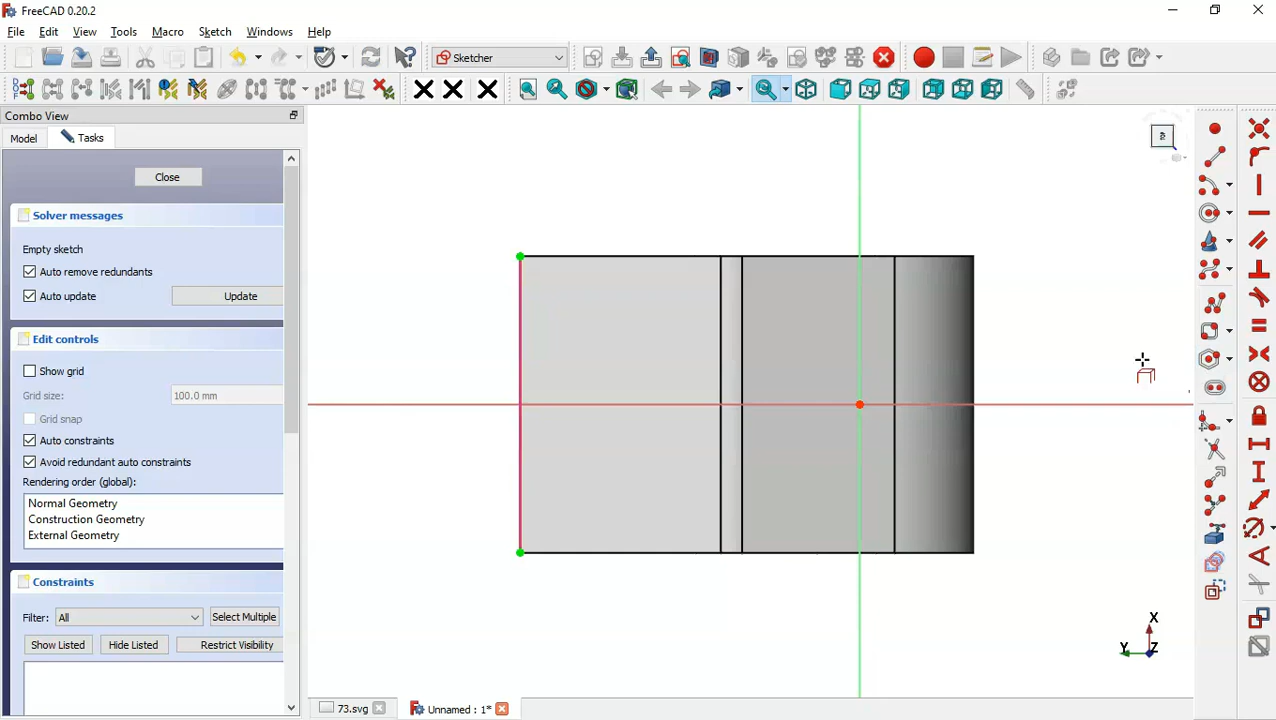 FreeCAD 0.20.2
File Edit View Tools Macro Sketch Windows Help
Sketcher
Combo View
Model Tasks
Close
Solver messages
Empty sketch
Auto remove redundants
Auto update Update
Edit controls
Show grid
Grid size: 100.0 mm
Grid snap
Auto constraints
Avoid redundant auto constraints
Rendering order (global):
Normal Geometry
Construction Geometry
External Geometry
Constraints
Filter: All Select Multiple
Show Listed Hide Listed Restrict Visibility
X
Y Z
73.svg Unnamed : 1*